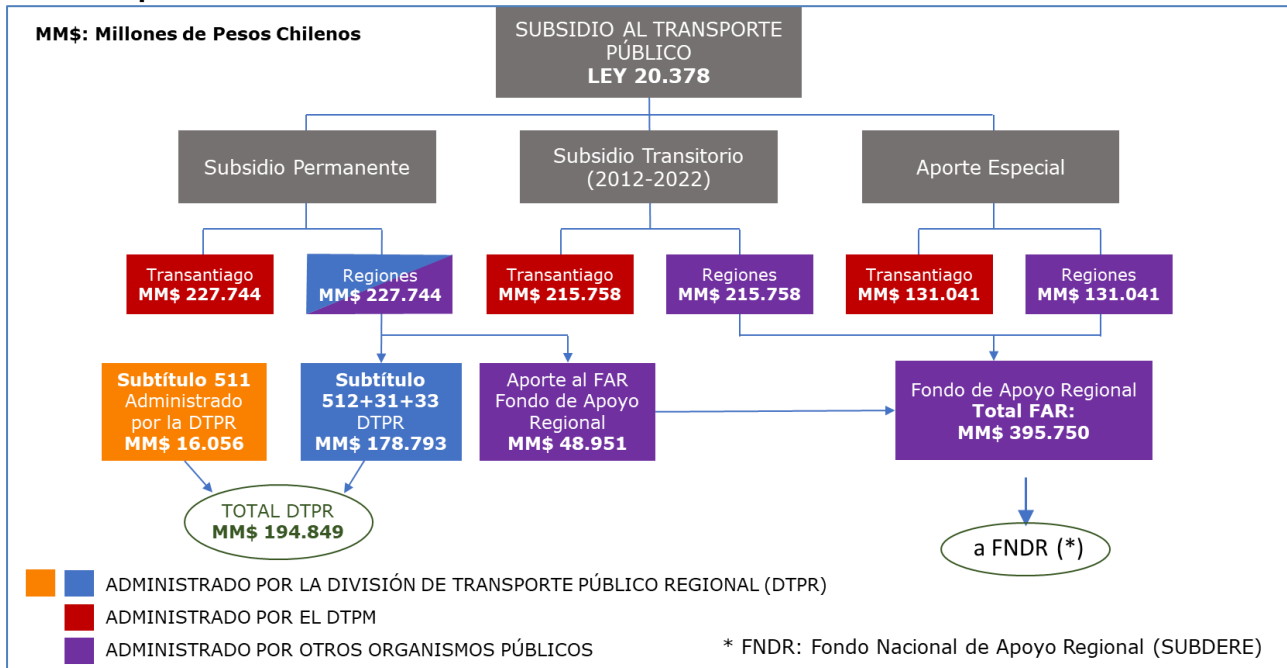 MM$: Millones de Pesos Chilenos
SUBSIDIO AL TRANSPORTE
PÚBLICO
LEY 20.378
Subsidio Permanente
Subsidio Transitorio
(2012-2022)
Aporte Especial
Transantiago
MM$ 227.744
Regiones
MM$ 227.744
Transantiago
MM$ 215.758
Regiones
MM$ 215.758
Transantiago
MM$ 131.041
Regiones
MM$ 131.041
Subtítulo 511
Administrado
por la DTPR
MM$ 16.056
Subtítulo
512+31+33
DTPR
MM$ 178.793
Aporte al FAR
Fondo de Apoyo
Regional
MM$ 48.951
Fondo de Apoyo Regional
Total FAR:
MM$ 395.750
TOTAL DTPR
MM$ 194.849
a FNDR (*)
ADMINISTRADO POR LA DIVISIÓN DE TRANSPORTE PÚBLICO REGIONAL (DTPR)
ADMINISTRADO POR EL DTPM
ADMINISTRADO POR OTROS ORGANISMOS PÚBLICOS
* FNDR: Fondo Nacional de Apoyo Regional (SUBDERE)